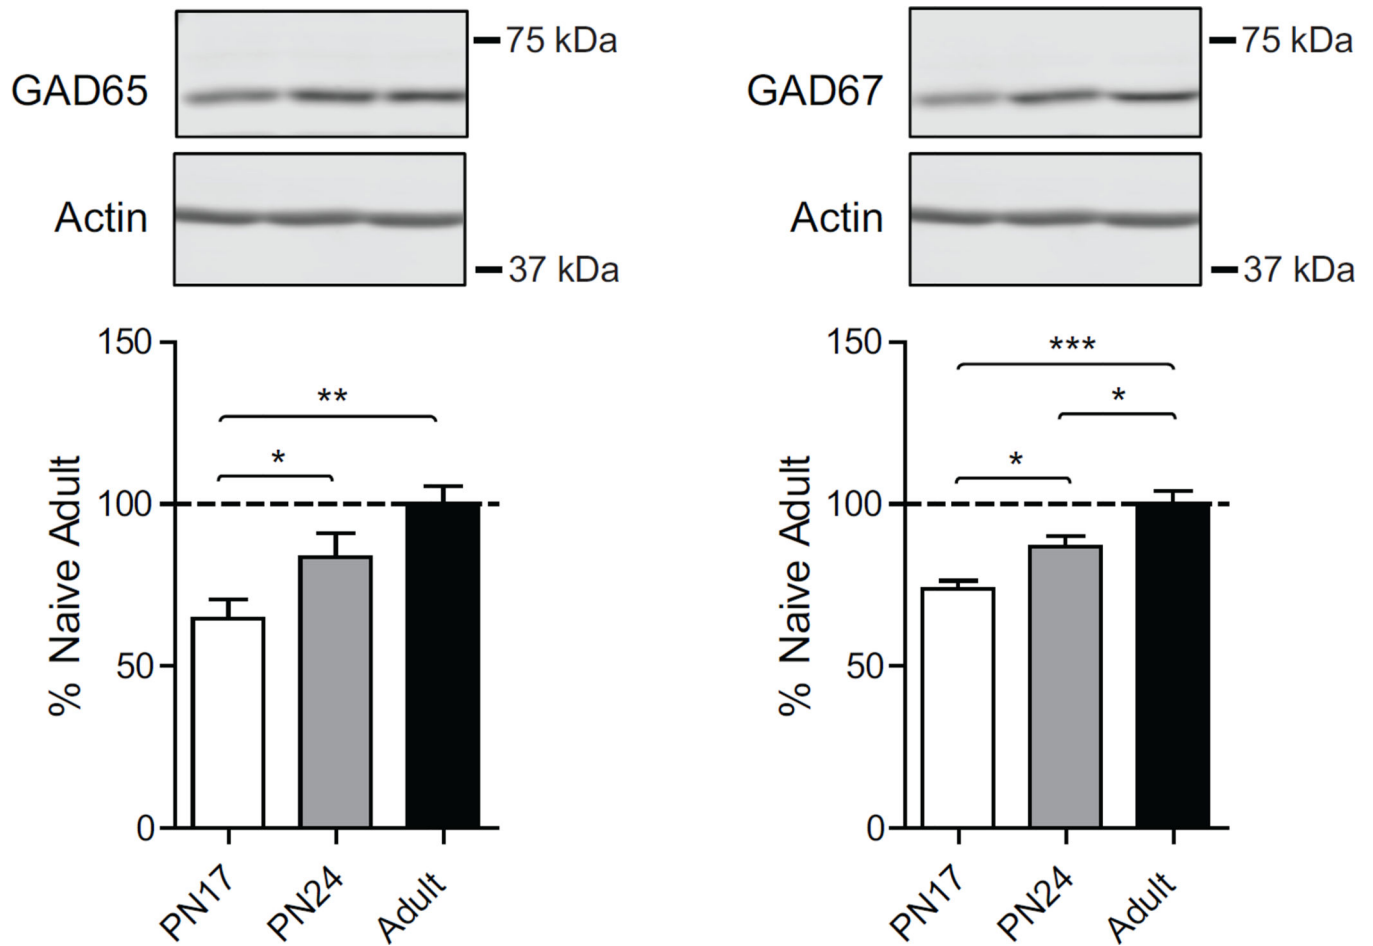 GAD65
75 kDa
Actin
37 kDa
150
100
50
0
% Naive Adult
**
*
PN17
PN24
Adult
GAD67
75 kDa
Actin
37 kDa
150
100
50
0
% Naive Adult
***
*
*
PN17
PN24
Adult